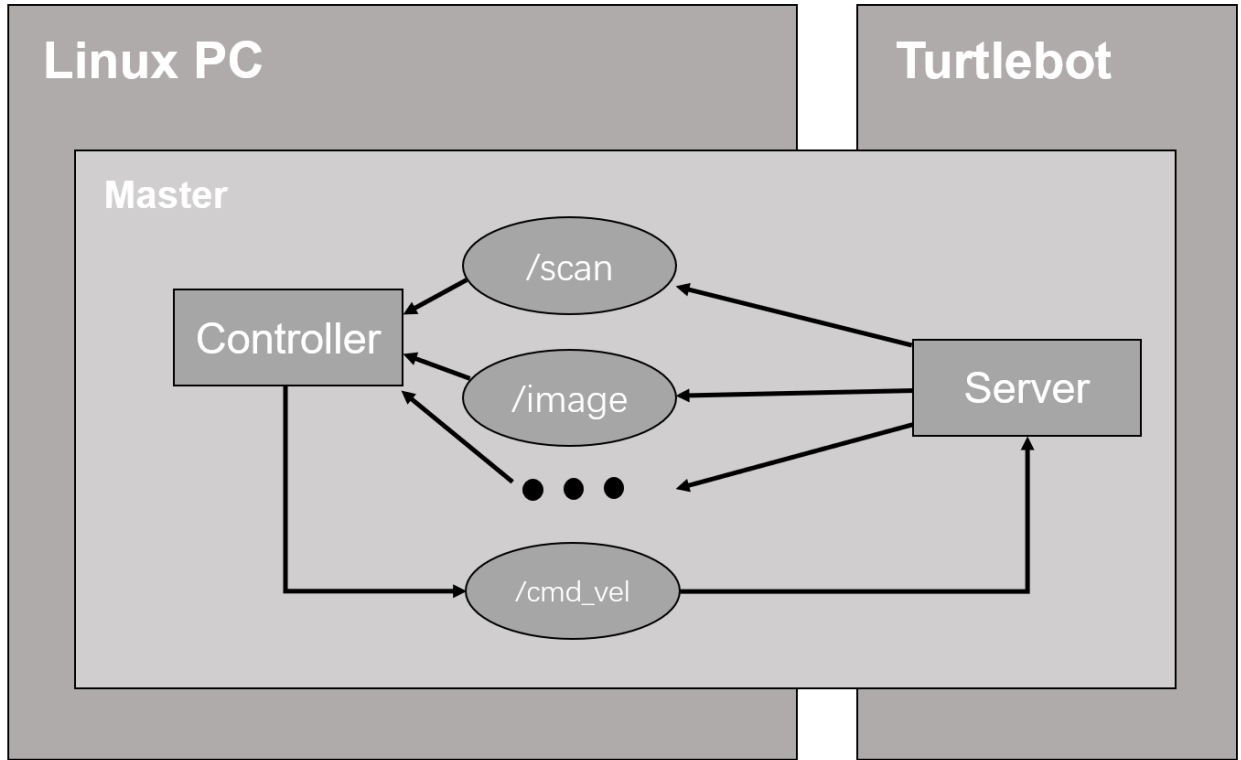 Linux PC
Turtlebot
Master
/scan
Controller
/image
Server
/cmd_vel